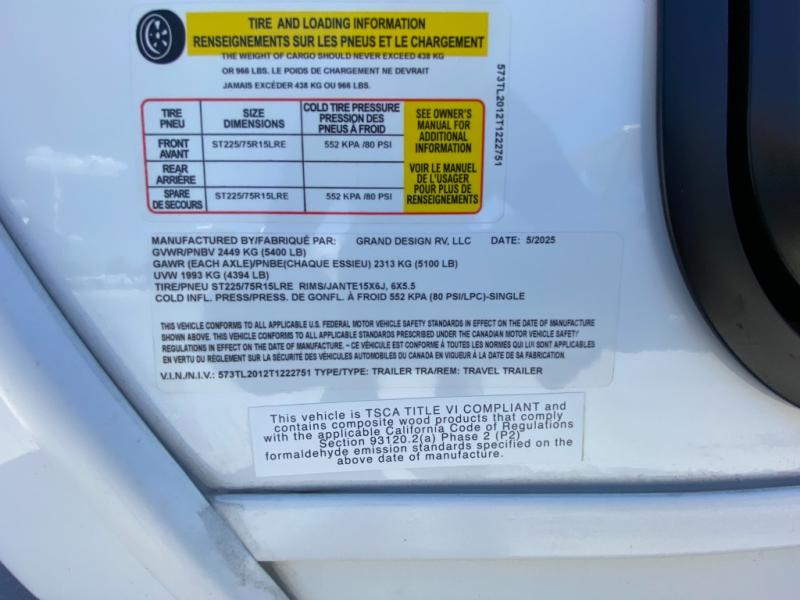 TIRE AND LOADING INFORMATION
RENSEIGNEMENTS SUR LES PNEUS ET LE CHARGEMENT
THE WEIGHT OF CARGO SHOULD NEVER EXCEED 438 KG
OR 966 LBS. LE POIDS DE CHARGEMENT NE DEVRAIT
JAMAIS EXCÉDER 438 KG OU 966 LBS.
TIRE
PNEU
SIZE
DIMENSIONS
COLD TIRE PRESSURE
PRESSION DES
PNEUS À FROID
FRONT
AVANT
ST225/75R15LRE
552 KPA /80 PSI
REAR
ARRIÈRE
SPARE
DE SECOURS
ST225/75R15LRE
552 KPA /80 PSI
SEE OWNER'S
MANUAL FOR
ADDITIONAL
INFORMATION
VOIR LE MANUEL
DE L'USAGER
POUR PLUS DE
RENSEIGNEMENTS
573TL2012T1222751
MANUFACTURED BY/FABRIQUÉ PAR: GRAND DESIGN RV, LLC DATE: 5/2025
GVWR/PNBV 2449 KG (5400 LB)
GAWR (EACH AXLE)/PNBE(CHAQUE ESSIEU) 2313 KG (5100 LB)
UVW 1993 KG (4394 LB)
TIRE/PNEU ST225/75R15LRE RIMS/JANTE15X6J, 6X5.5
COLD INFL. PRESS/PRESS. DE GONFL. À FROID 552 KPA (80 PSI/LPC)-SINGLE
THIS VEHICLE CONFORMS TO ALL APPLICABLE U.S. FEDERAL MOTOR VEHICLE SAFETY STANDARDS IN EFFECT ON THE DATE OF MANUFACTURE
SHOWN ABOVE. THIS VEHICLE CONFORMS TO ALL APPLICABLE STANDARDS PRESCRIBED UNDER THE CANADIAN MOTOR VEHICLE SAFETY
REGULATIONS IN EFFECT ON THE DATE OF MANUFACTURE. - CE VÉHICULE EST CONFORME À TOUTES LES NORMES QUI LUI SONT APPLICABLES
EN VERTU DU RÉGLEMENT SUR LA SÉCURITÉ DES VÉHICULES AUTOMOBILES DU CANADA EN VIGUEUR À LA DATE DE SA FABRICATION.
V.I.N./N.I.V.: 573TL2012T1222751 TYPE/TYPE: TRAILER TRA/REM: TRAVEL TRAILER
This vehicle is TSCA TITLE VI COMPLIANT and
contains composite wood products that comply
with the applicable California Code of Regulations
Section 93120.2(a) Phase 2 (P2)
formaldehyde emission standards specified on the
above date of manufacture.